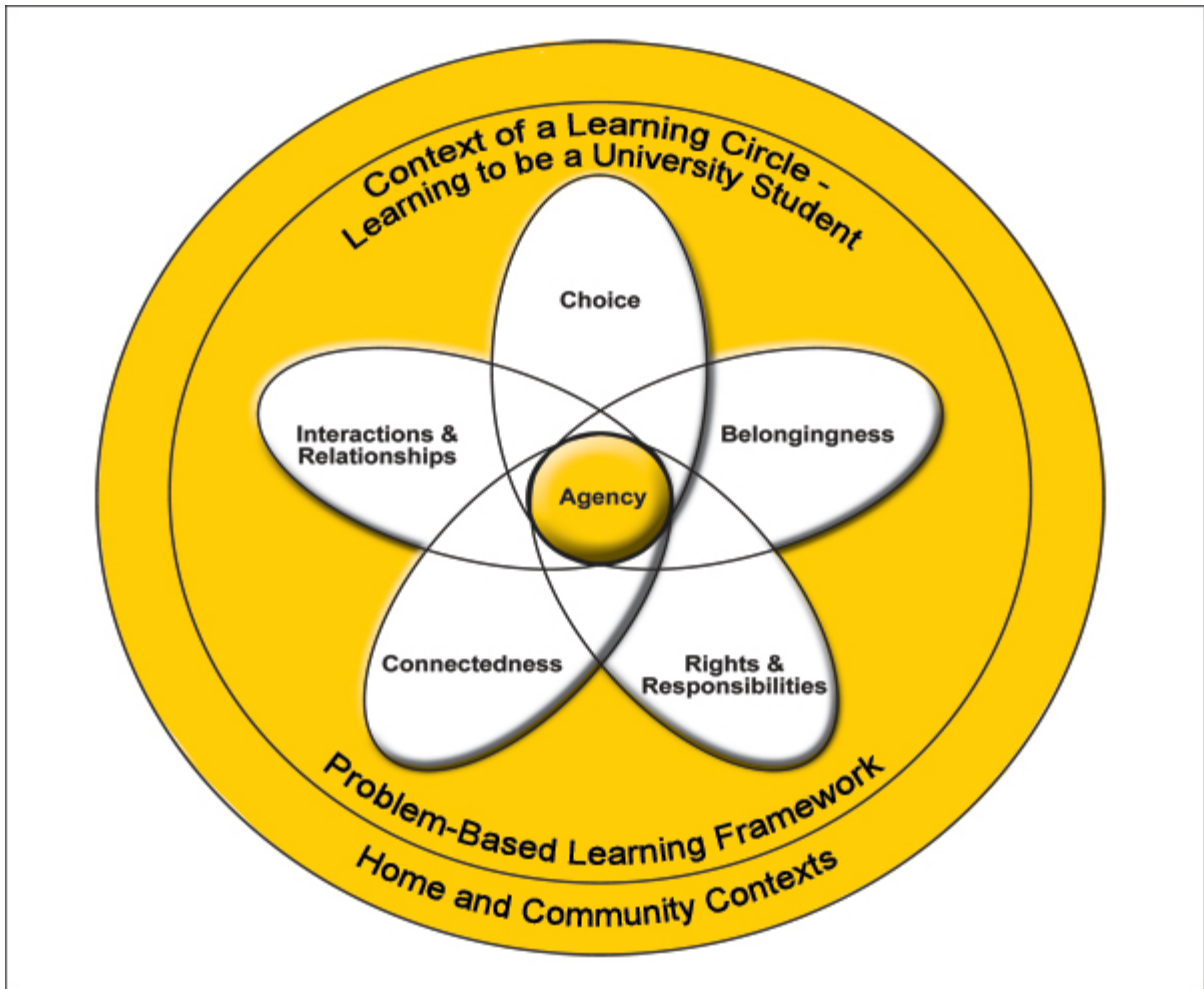 Context of a Learning Circle -
Learning to be a University Student
Choice
Interactions &
Relationships
Belongingness
Agency
Connectedness
Rights &
Responsibilities
Problem-Based Learning Framework
Home and Community Contexts